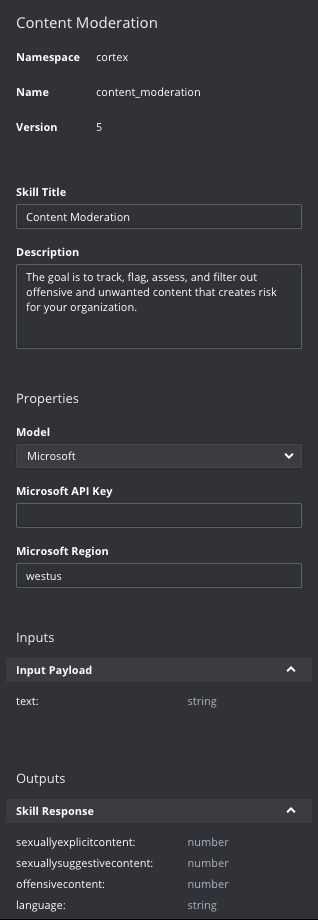 Content Moderation
Namespace cortex
Name content_moderation
Version 5
Skill Title
Content Moderation
Description
The goal is to track, flag, assess, and filter out
offensive and unwanted content that creates risk
for your organization.
Properties
Model
Microsoft
Microsoft API Key
Microsoft Region
westus
Inputs
Input Payload
text: string
Outputs
Skill Response
sexuallyexplicitcontent: number
sexuallysuggestivecontent: number
offensivecontent: number
language: string